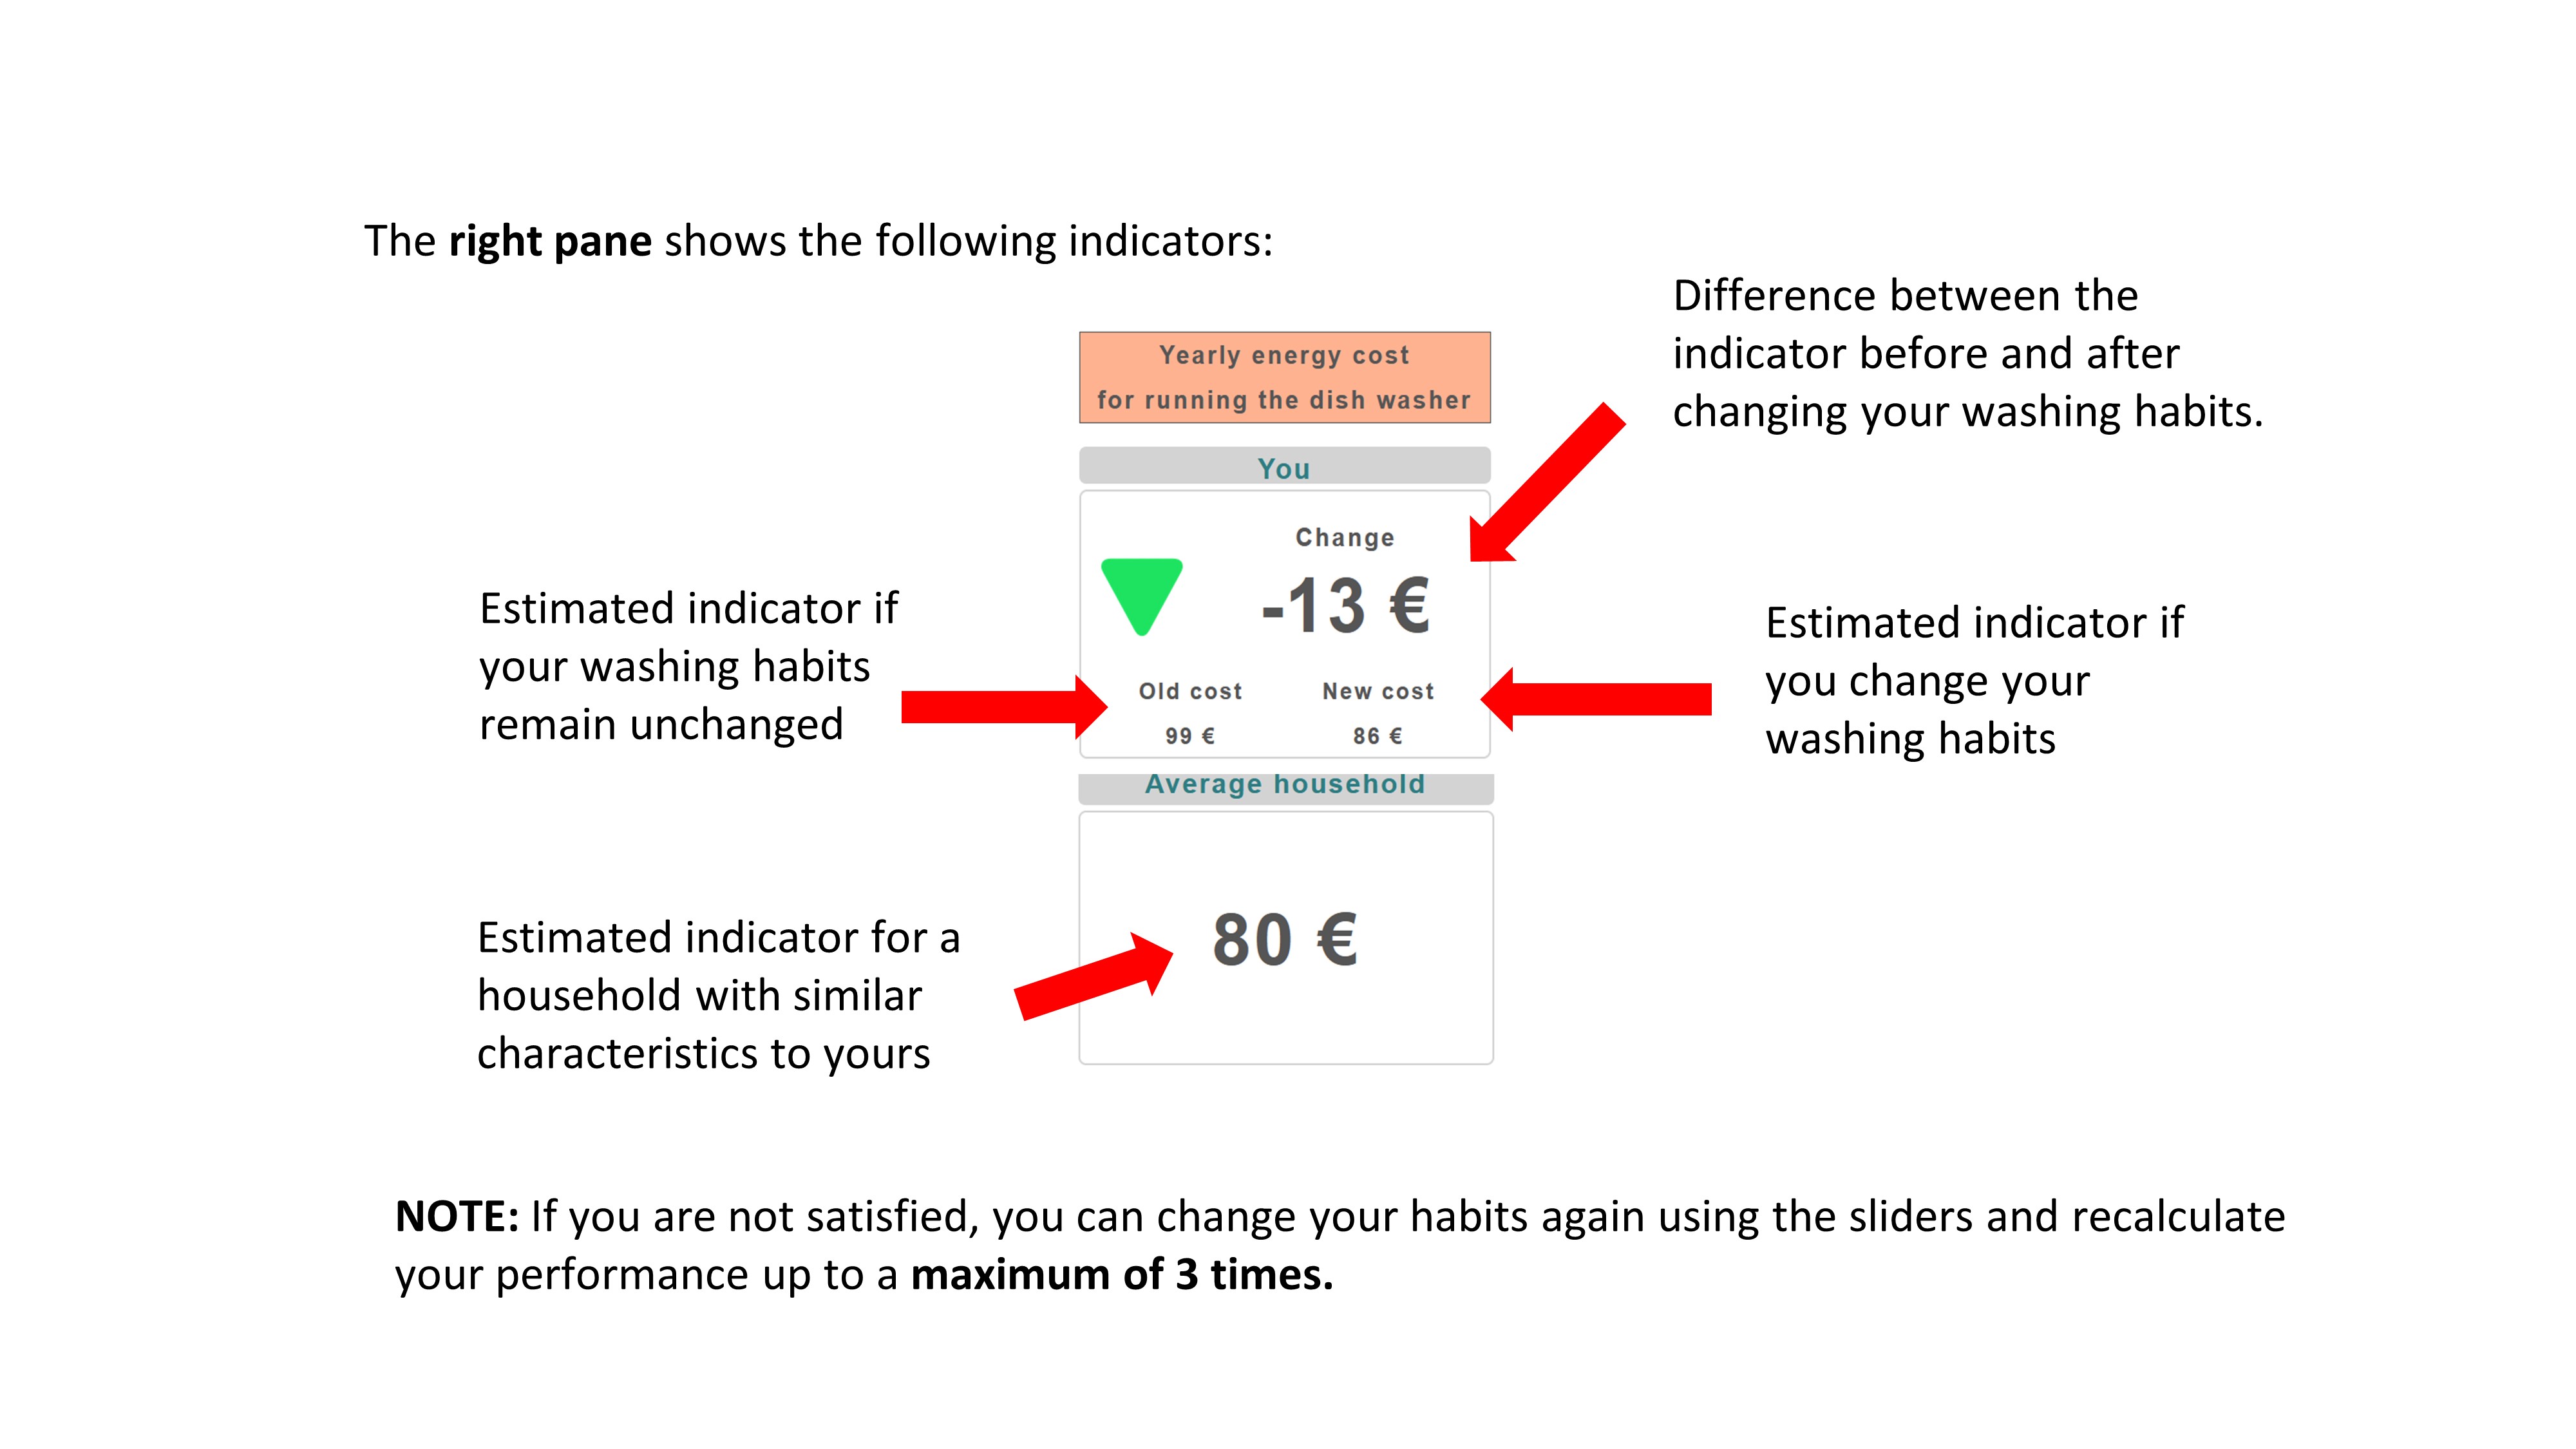 The right pane shows the following indicators:
Difference between the
indicator before and after
changing your washing habits.
Yearly energy cost
for running the dish washer
You
Change
-13 €
Estimated indicator if
your washing habits
remain unchanged
Old cost
99 €
New cost
86 €
Estimated indicator if
you change your
washing habits
Average household
80 €
Estimated indicator for a
household with similar
characteristics to yours
NOTE: If you are not satisfied, you can change your habits again using the sliders and recalculate
your performance up to a maximum of 3 times.